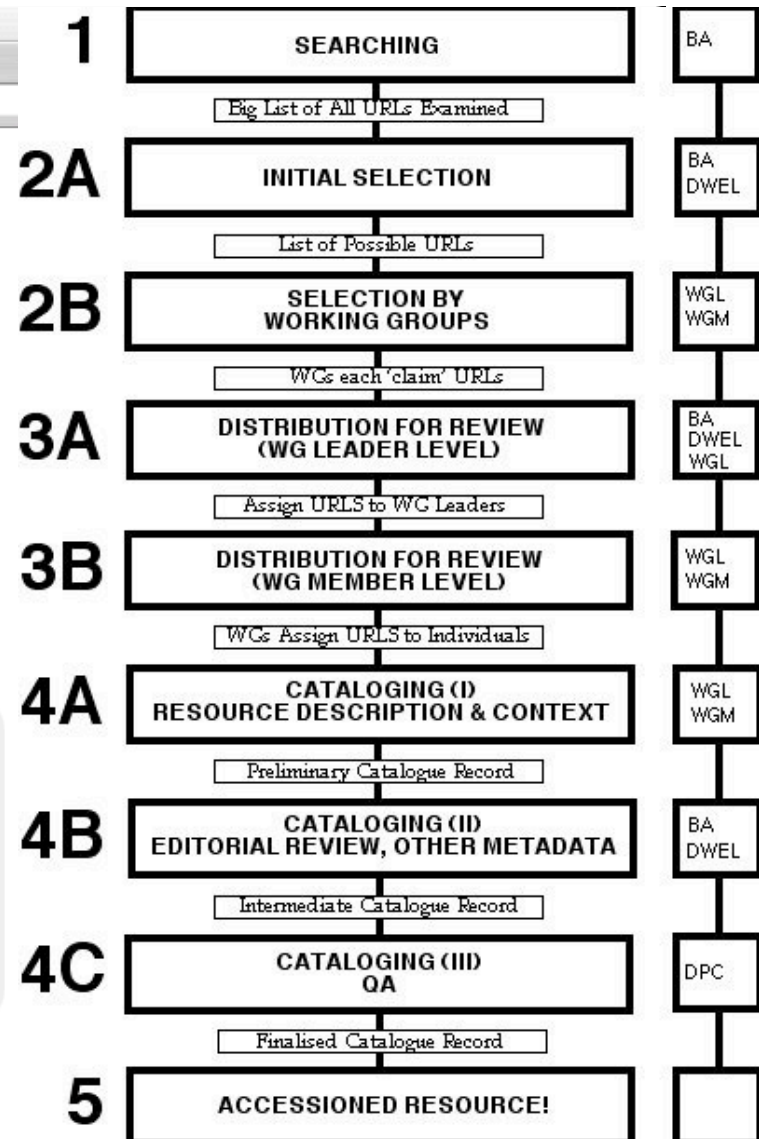 1
SEARCHING
BA
Big List of All URLs Examined
2A
INITIAL SELECTION
BA
DWEL
List of Possible URLs
2B
SELECTION BY
WORKING GROUPS
WGL
WGM
WGs each 'claim' URLs
3A
DISTRIBUTION FOR REVIEW
(WG LEADER LEVEL)
BA
DWEL
WGL
Assign URLS to WG Leaders
3B
DISTRIBUTION FOR REVIEW
(WG MEMBER LEVEL)
WGL
WGM
WGs Assign URLS to Individuals
4A
CATALOGING (I)
RESOURCE DESCRIPTION & CONTEXT
WGL
WGM
Preliminary Catalogue Record
4B
CATALOGING (II)
EDITORIAL REVIEW, OTHER METADATA
BA
DWEL
Intermediate Catalogue Record
4C
CATALOGING (III)
QA
DPC
Finalised Catalogue Record
5
ACCESSIONED RESOURCE!